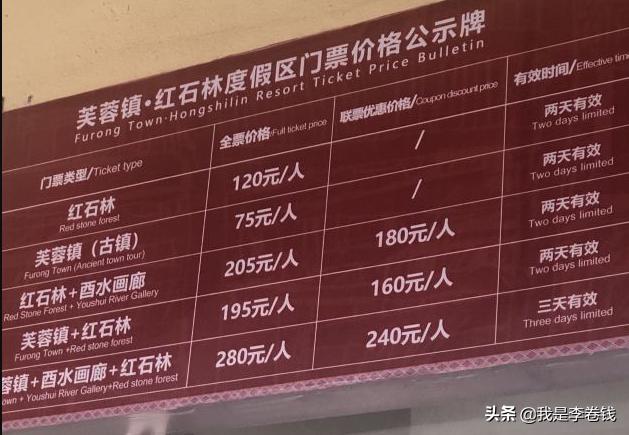 芙蓉镇·红石林度假区门票价格公示牌
Furong Town·Hongshilin Resort Ticket Price Bulletin
门票类型/Ticket type
全票价格/Full ticket price
联票优惠价格/Coupon discount price
有效时间/Effective time
红石林
Red stone forest
120元/人
/
两天有效
Two days limited
芙蓉镇（古镇）
Furong Town (Ancient town tour)
75元/人
/
两天有效
Two days limited
红石林+酉水画廊
Red Stone Forest + Youshui River Gallery
205元/人
180元/人
两天有效
Two days limited
芙蓉镇+红石林
Furong Town +Red stone forest
195元/人
160元/人
两天有效
Two days limited
蓉镇+酉水画廊+红石林
+ Youshui River Gallery+Red stone forest
280元/人
240元/人
三天有效
Three days limited
头条 @我是李卷钱